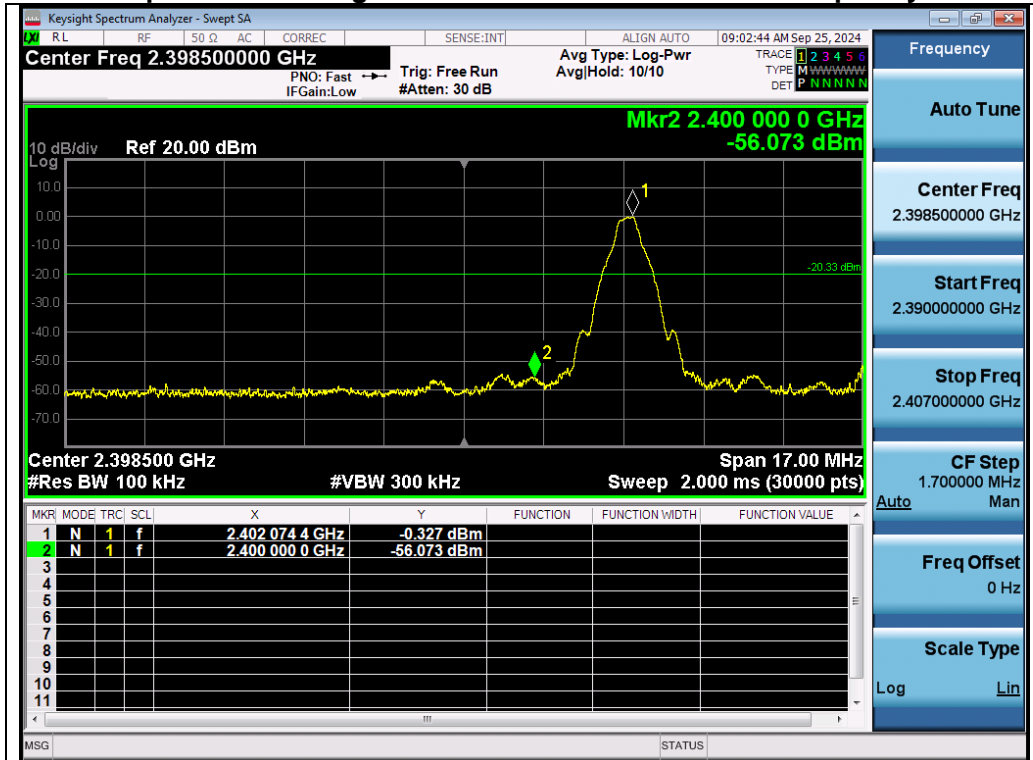 Keysight Spectrum Analyzer - Swept SA
LXI RL RF 50 Ω AC CORREC SENSE:INT ALIGN AUTO 09:02:44 AM Sep 25, 2024
Center Freq 2.398500000 GHz
PNO: Fast
IFGain:Low
Trig: Free Run
#Atten: 30 dB
Avg Type: Log-Pwr
Avg|Hold: 10/10
TRACE 1 2 3 4 5 6
TYPE M WWWWW
DET P N N N N N
Mkr2 2.400 000 0 GHz
-56.073 dBm
10 dB/div Ref 20.00 dBm
Log
10.0
0.00
-10.0
-20.0
-30.0
-40.0
-50.0
-60.0
-70.0
1
-20.33 dBm
2
Center 2.398500 GHz Span 17.00 MHz
#Res BW 100 kHz #VBW 300 kHz Sweep 2.000 ms (30000 pts)
MKR MODE TRC SCL X Y FUNCTION FUNCTION WIDTH FUNCTION VALUE
1 N 1 f 2.402 074 4 GHz -0.327 dBm
2 N 1 f 2.400 000 0 GHz -56.073 dBm
3
4
5
6
7
8
9
10
11
MSG STATUS
Frequency
Auto Tune
Center Freq
2.398500000 GHz
Start Freq
2.390000000 GHz
Stop Freq
2.407000000 GHz
CF Step
1.700000 MHz
Auto Man
Freq Offset
0 Hz
Scale Type
Log Lin